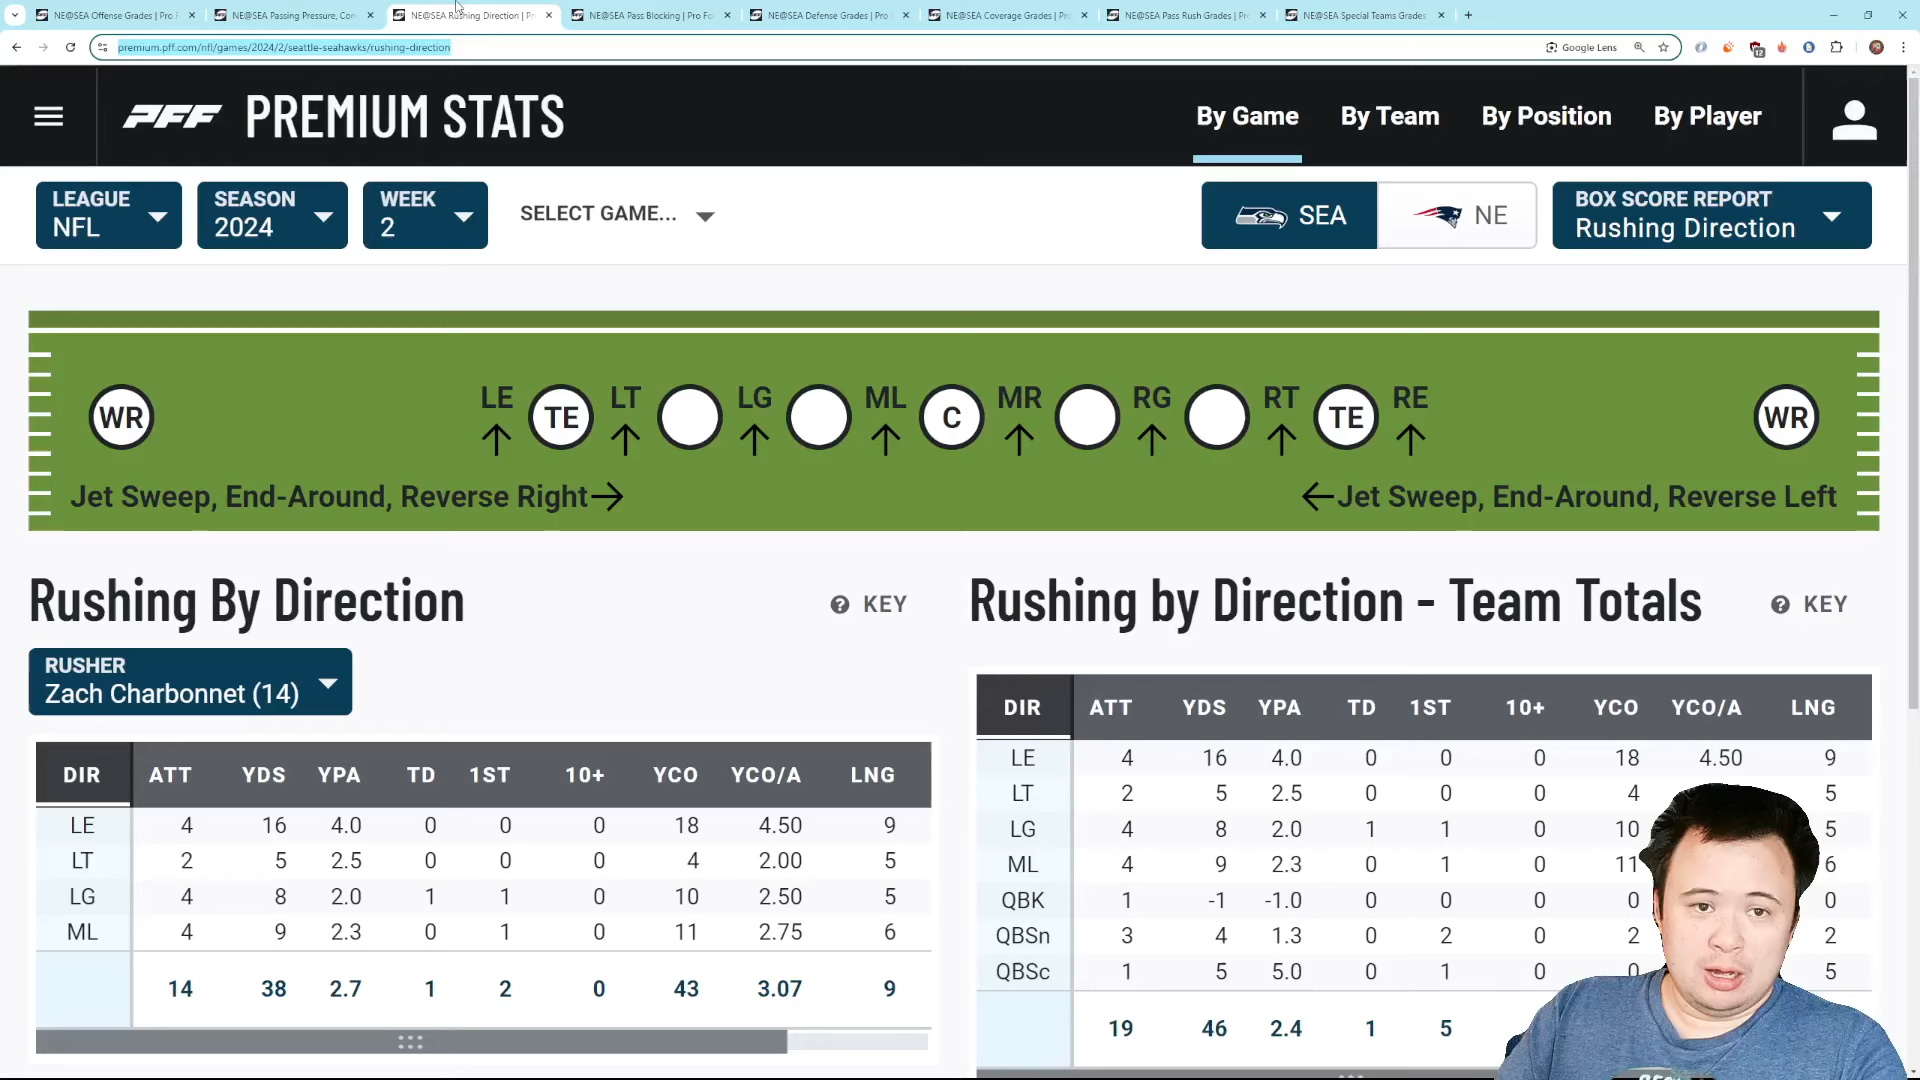 NE@SEA Offense Grades | Pro F
NE@SEA Passing Pressure, Con
NE@SEA Rushing Direction | Pr
NE@SEA Pass Blocking | Pro Fo
NE@SEA Defense Grades | Pro
NE@SEA Coverage Grades | Pro
NE@SEA Pass Rush Grades | Pro
NE@SEA Special Teams Grades
premium.pff.com/nfl/games/2024/2/seattle-seahawks/rushing-direction
Google Lens
12
PFF PREMIUM STATS
By Game By Team By Position By Player
LEAGUE
NFL
SEASON
2024
WEEK
2
SELECT GAME...
SEA
NE
BOX SCORE REPORT
Rushing Direction
LE LT LG ML MR RG RT RE
WR TE C TE WR
Jet Sweep, End-Around, Reverse Right→
←Jet Sweep, End-Around, Reverse Left
Rushing By Direction
? KEY
RUSHER
Zach Charbonnet (14)
DIR ATT YDS YPA TD 1ST 10+ YCO YCO/A LNG
LE 4 16 4.0 0 0 0 18 4.50 9
LT 2 5 2.5 0 0 0 4 2.00 5
LG 4 8 2.0 1 1 0 10 2.50 5
ML 4 9 2.3 0 1 0 11 2.75 6
14 38 2.7 1 2 0 43 3.07 9
Rushing by Direction - Team Totals
? KEY
DIR ATT YDS YPA TD 1ST 10+ YCO YCO/A LNG
LE 4 16 4.0 0 0 0 18 4.50 9
LT 2 5 2.5 0 0 0 4 5
LG 4 8 2.0 1 1 0 10 5
ML 4 9 2.3 0 1 0 11 6
QBK 1 -1 -1.0 0 0 0 0 0
QBSn 3 4 1.3 0 2 0 2 2
QBSc 1 5 5.0 0 1 0 0 5
19 46 2.4 1 5